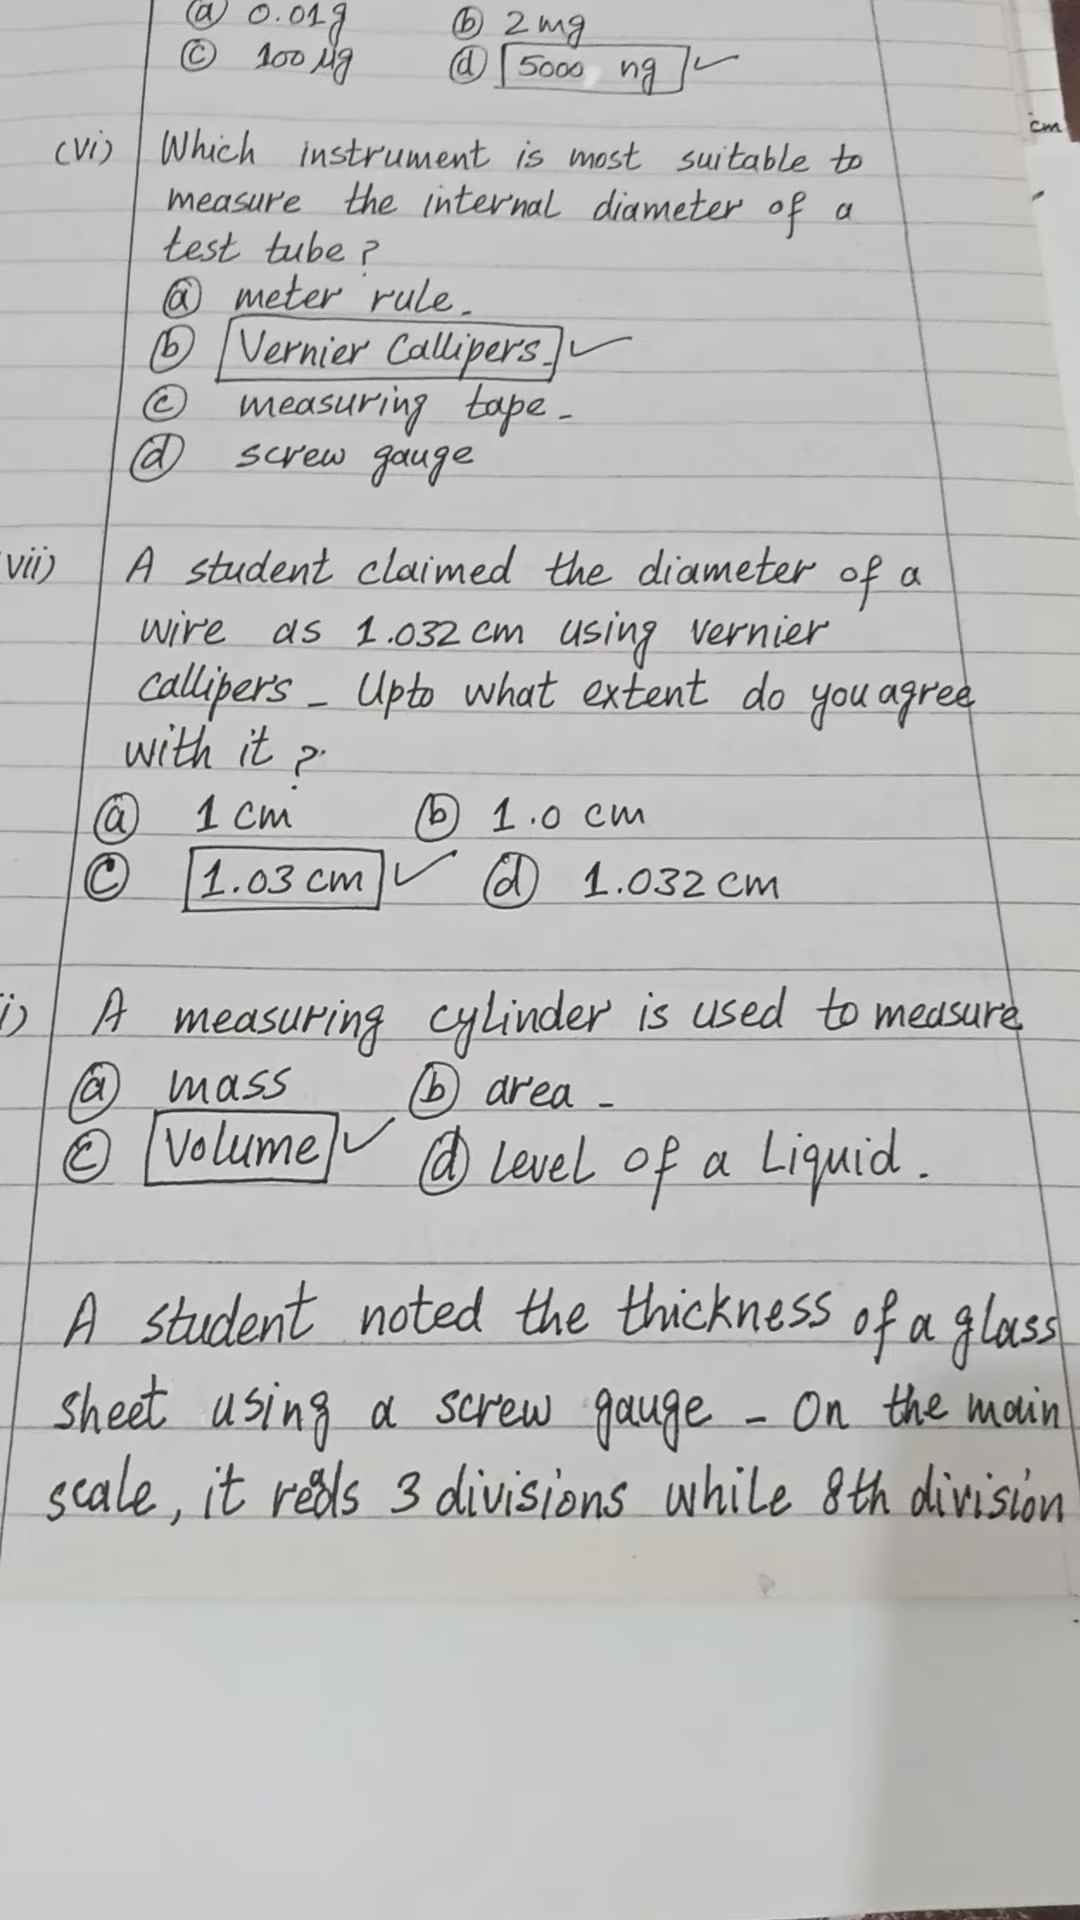 (a) 0.01g (b) 2mg
(c) 100 μg (d) 5000 ng ✓
cm
(vi) Which instrument is most suitable to
measure the internal diameter of a
test tube?
(a) meter rule.
(b) Vernier Callipers. ✓
(c) measuring tape -
(d) screw gauge
vii) A student claimed the diameter of a
wire as 1.032 cm using vernier
callipers - Upto what extent do you agree
with it?
(a) 1 cm (b) 1.0 cm
(c) 1.03 cm ✓ (d) 1.032 cm
i) A measuring cylinder is used to measure
(a) mass (b) area -
(c) Volume ✓ (d) level of a Liquid.
A student noted the thickness of a glass
sheet using a screw gauge - On the main
scale, it reads 3 divisions while 8th division